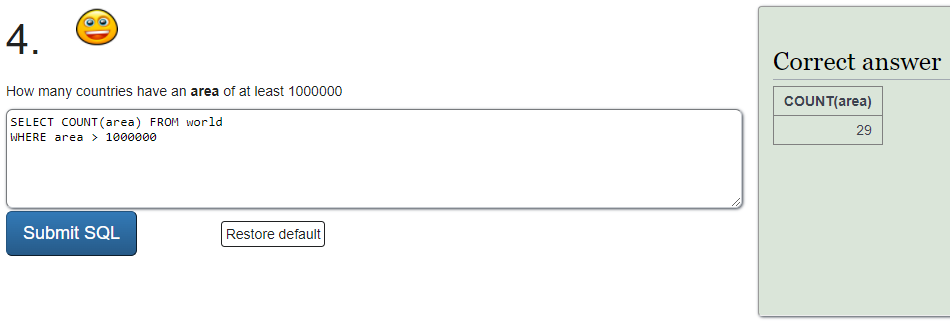 4.
How many countries have an area of at least 1000000
SELECT COUNT(area) FROM world
WHERE area > 1000000
Submit SQL
Restore default
Correct answer
COUNT(area)
29